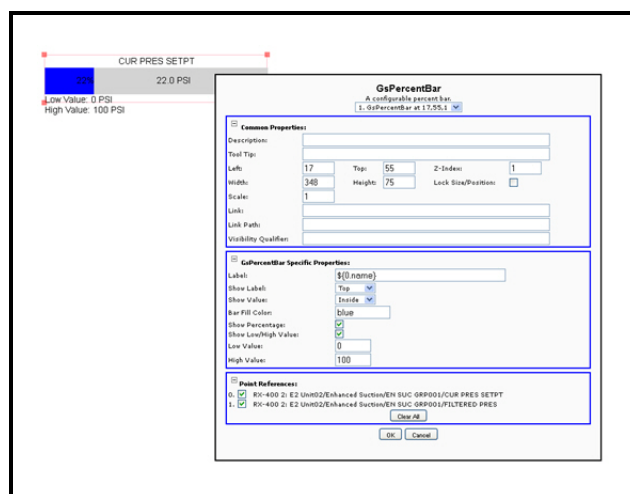 CUR PRES SETPT
22% 22.0 PSI
Low Value: 0 PSI
High Value: 100 PSI
GsPercentBar
A configurable percent bar.
1. GsPercentBar at 17,55,1
Common Properties:
Description:
Tool Tip:
Left: 17 Top: 55 Z-Index: 1
Width: 348 Height: 75 Lock Size/Position:
Scale: 1
Link:
Link Path:
Visibility Qualifier:
GsPercentBar Specific Properties:
Label: ${0.name}
Show Label: Top
Show Value: Inside
Bar Fill Color: blue
Show Percentage:
Show Low/High Value:
Low Value: 0
High Value: 100
Point References:
0. RX-400 2: E2 Unit02/Enhanced Suction/EN SUC GRP001/CUR PRES SETPT
1. RX-400 2: E2 Unit02/Enhanced Suction/EN SUC GRP001/FILTERED PRES
Clear All
OK Cancel